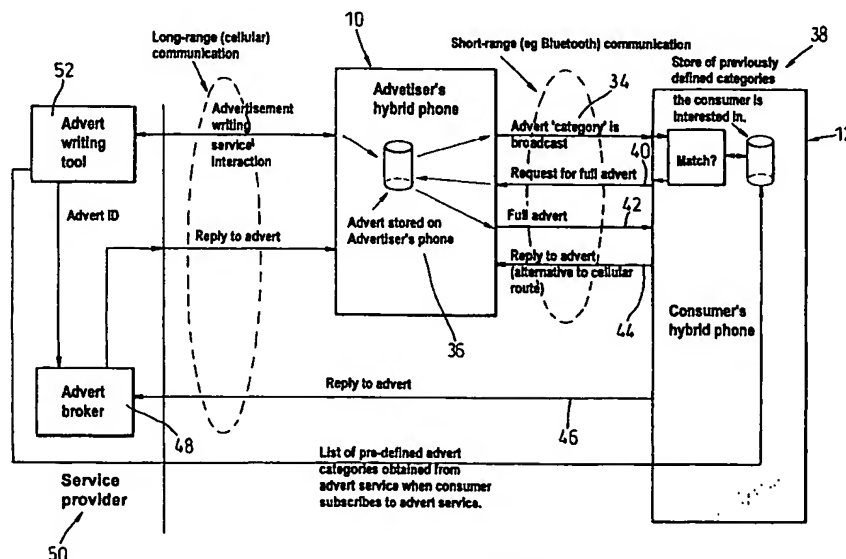 Long-range (cellular)
communication
10
Short-range (eg Bluetooth) communication
38
52
Advetiser's
hybrid phone
34
Store of previously
defined categories
the consumer is
interested in.
12
Advert
writing
tool
Advertisement
writing
service
interaction
Advert 'category' is
broadcast
Match?
40
Request for full advert
Advert ID
Advert stored on
Advertiser's phone
Full advert
42
Reply to advert
Reply to advert
(alternative to cellular
route)
36
44
Consumer's
hybrid phone
Advert
broker
48
Reply to advert
46
List of pre-defined advert
categories obtained from
advert service when consumer
subscribes to advert service.
Service
provider
50